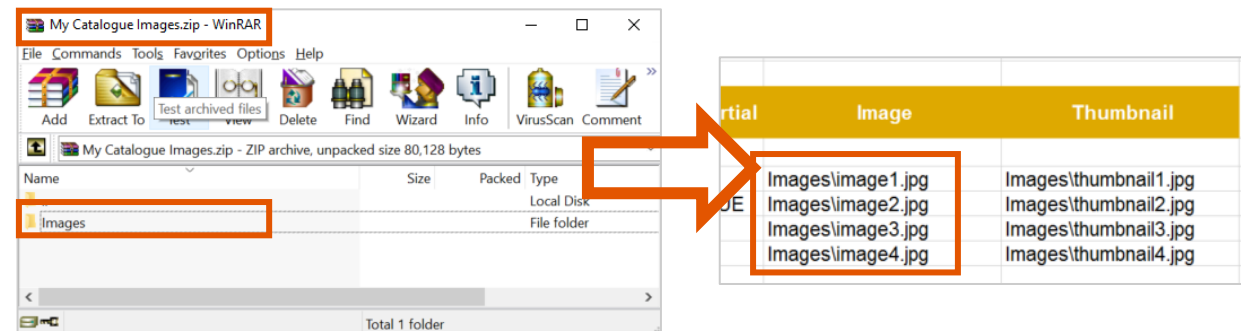 My Catalogue Images.zip - WinRAR
File Commands Tools Favorites Options Help
Add Extract To Test View Delete Find Wizard Info VirusScan Comment
Test archived files
My Catalogue Images.zip - ZIP archive, unpacked size 80,128 bytes
Name Size Packed Type
.. Local Disk
Images File folder
Total 1 folder
rtial Image Thumbnail
Images\image1.jpg Images\thumbnail1.jpg
UE Images\image2.jpg Images\thumbnail2.jpg
Images\image3.jpg Images\thumbnail3.jpg
Images\image4.jpg Images\thumbnail4.jpg